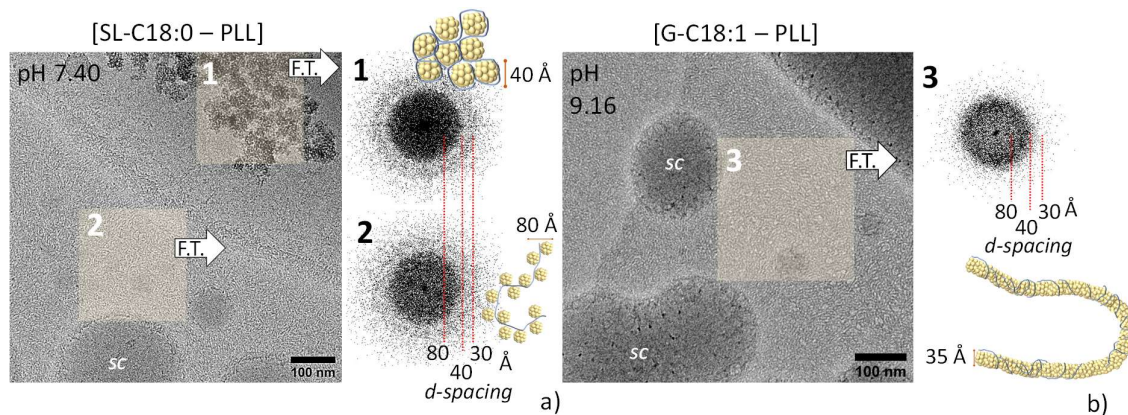 [SL-C18:0 – PLL]
pH 7.40
1
F.T.
2
F.T.
sc
100 nm
1
40 Å
2
80 Å
80
40
30
Å
d-spacing
a)
[G-C18:1 – PLL]
pH
9.16
sc
3
F.T.
sc
100 nm
3
80
40
30 Å
d-spacing
35 Å
b)